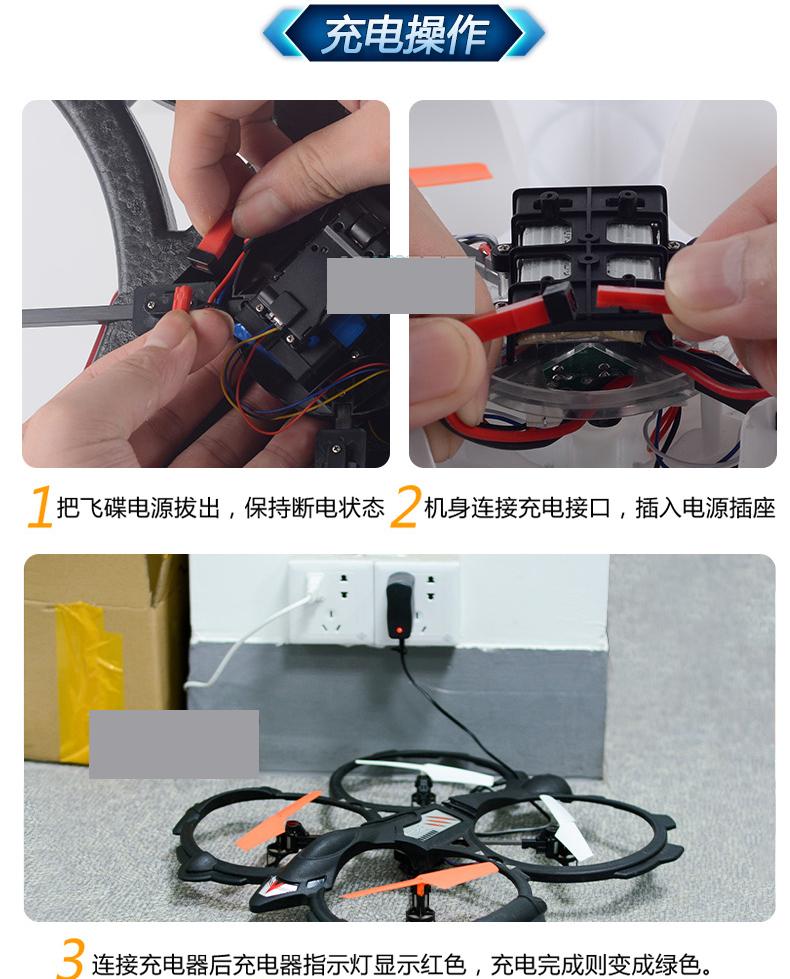 充电操作
1 把飞碟电源拔出，保持断电状态
2 机身连接充电接口，插入电源插座
3 连接充电器后充电器指示灯显示红色，充电完成则变成绿色。